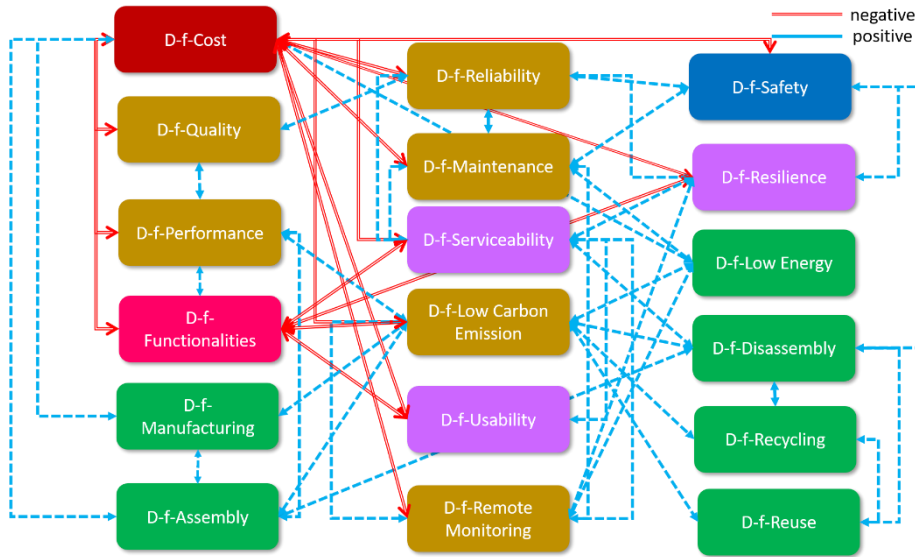 negative
positive
D-f-Cost
D-f-Quality
D-f-Performance
D-f-
Functionalities
D-f-
Manufacturing
D-f-Assembly
D-f-Reliability
D-f-Maintenance
D-f-Serviceability
D-f-Low Carbon
Emission
D-f-Usability
D-f-Remote
Monitoring
D-f-Safety
D-f-Resilience
D-f-Low Energy
D-f-Disassembly
D-f-Recycling
D-f-Reuse